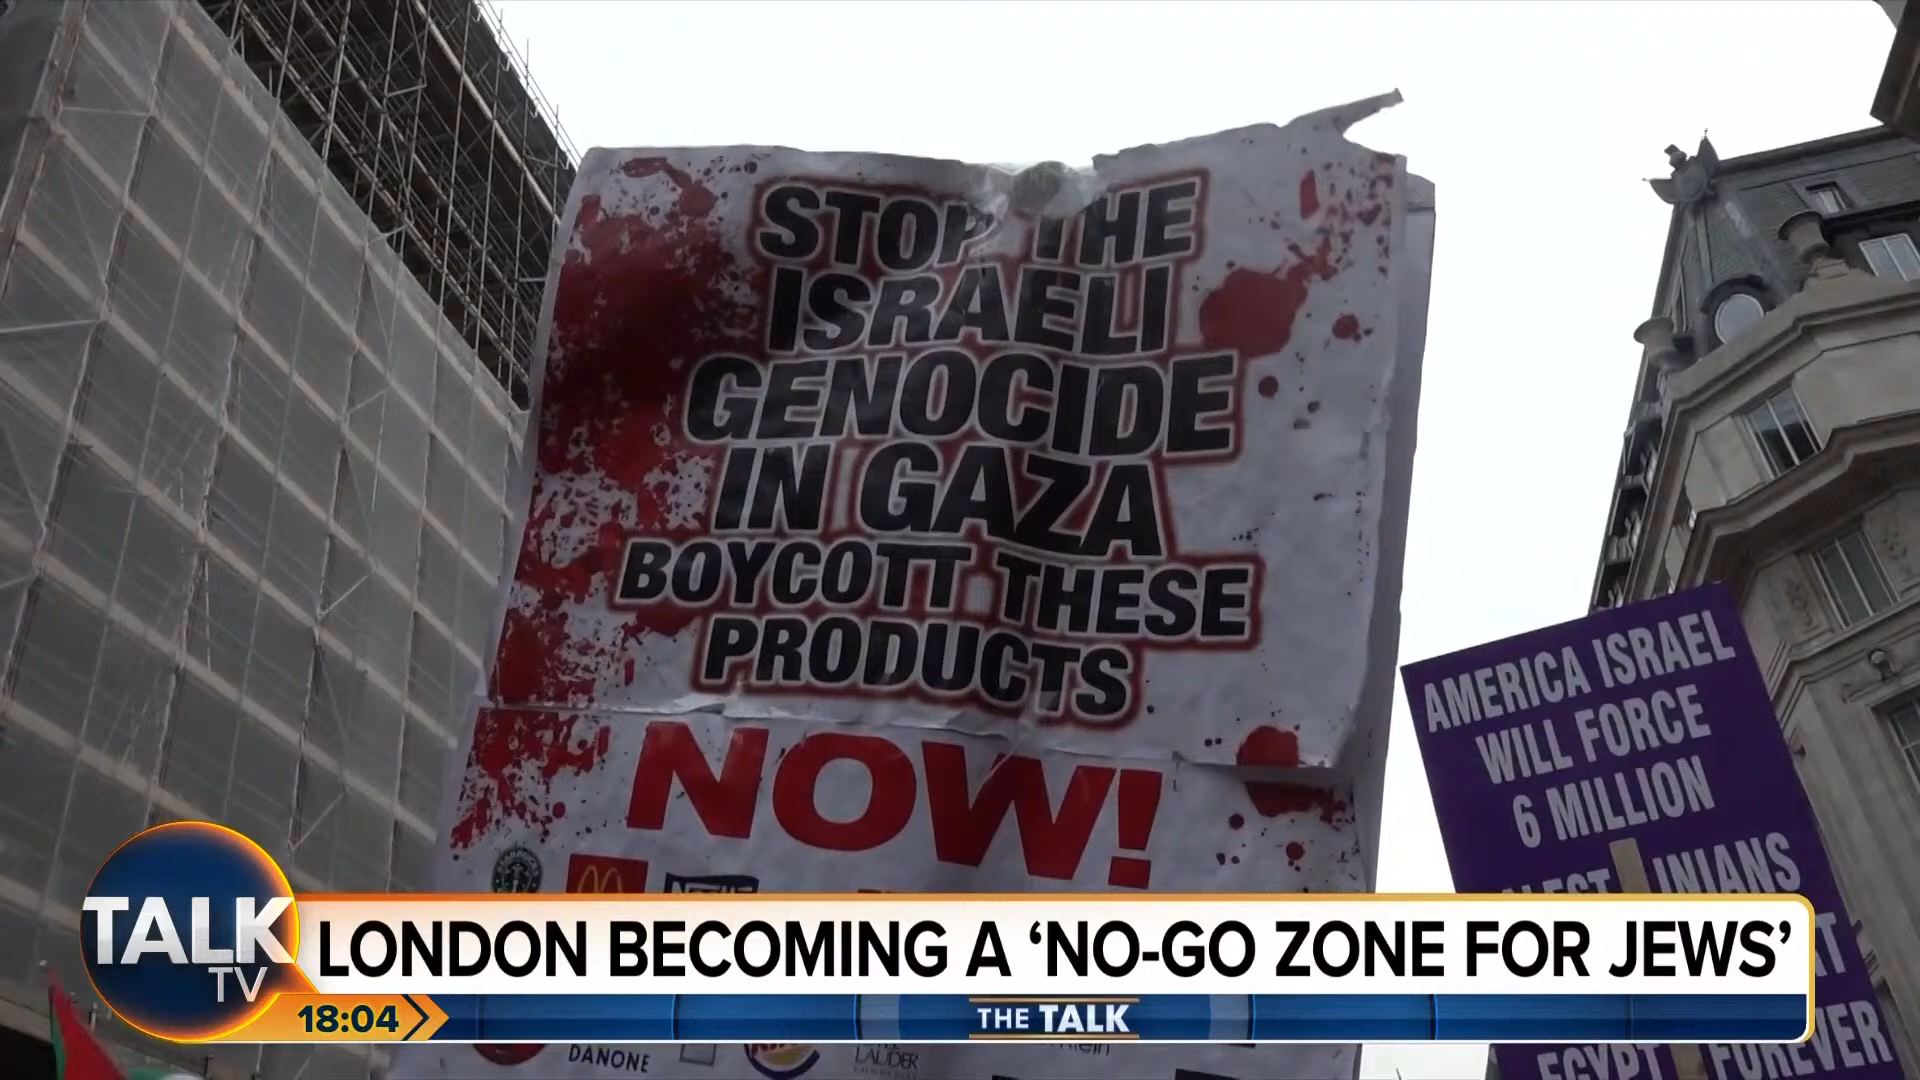 STOP THE
ISRAELI
GENOCIDE
IN GAZA
BOYCOTT THESE
PRODUCTS
NOW!
AMERICA ISRAEL
WILL FORCE
6 MILLION
EGYPT FOREVER
TALK
TV
LONDON BECOMING A ‘NO-GO ZONE FOR JEWS’
18:04
THE TALK
DANONE
LAUDER